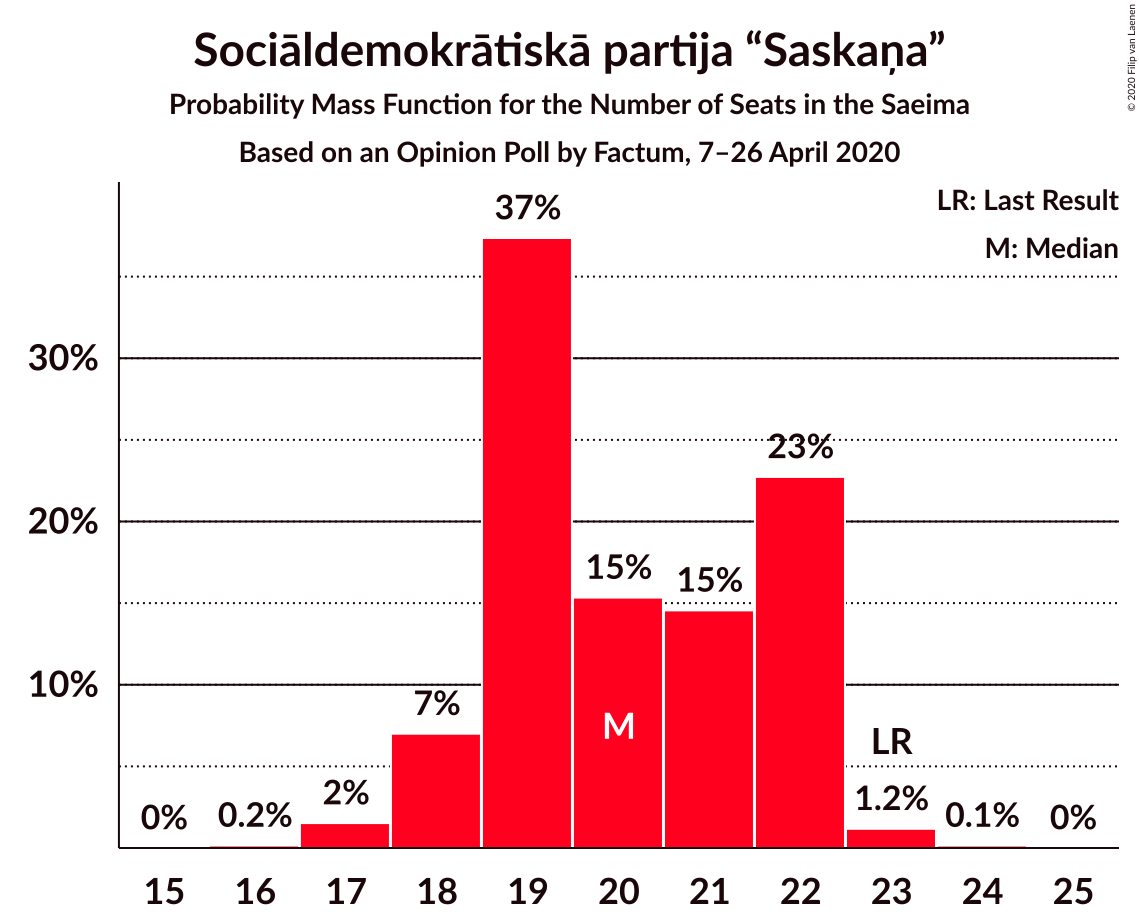 Sociāldemokrātiskā partija “Saskaņa”
Probability Mass Function for the Number of Seats in the Saeima
Based on an Opinion Poll by Factum, 7–26 April 2020
© 2020 Filip van Laenen
LR: Last Result
M: Median
37%
30%
23%
20%
15%
15%
10%
7%
M
LR
2%
1.2%
0%
0.2%
0.1%
0%
15 16 17 18 19 20 21 22 23 24 25